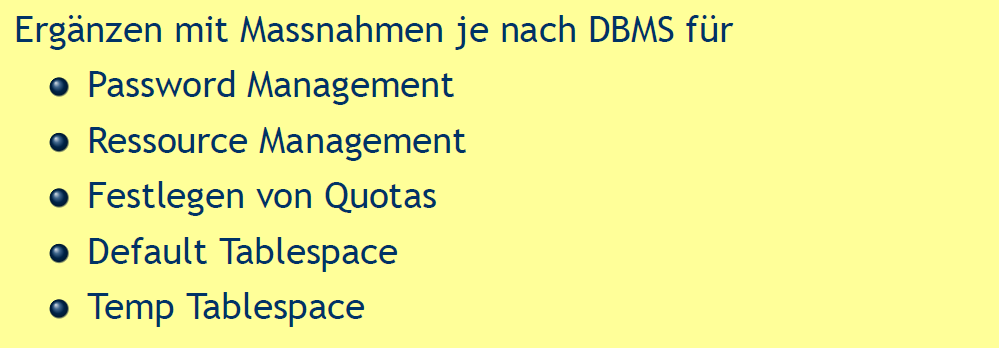 Ergänzen mit Massnahmen je nach DBMS für
Password Management
Ressource Management
Festlegen von Quotas
Default Tablespace
Temp Tablespace